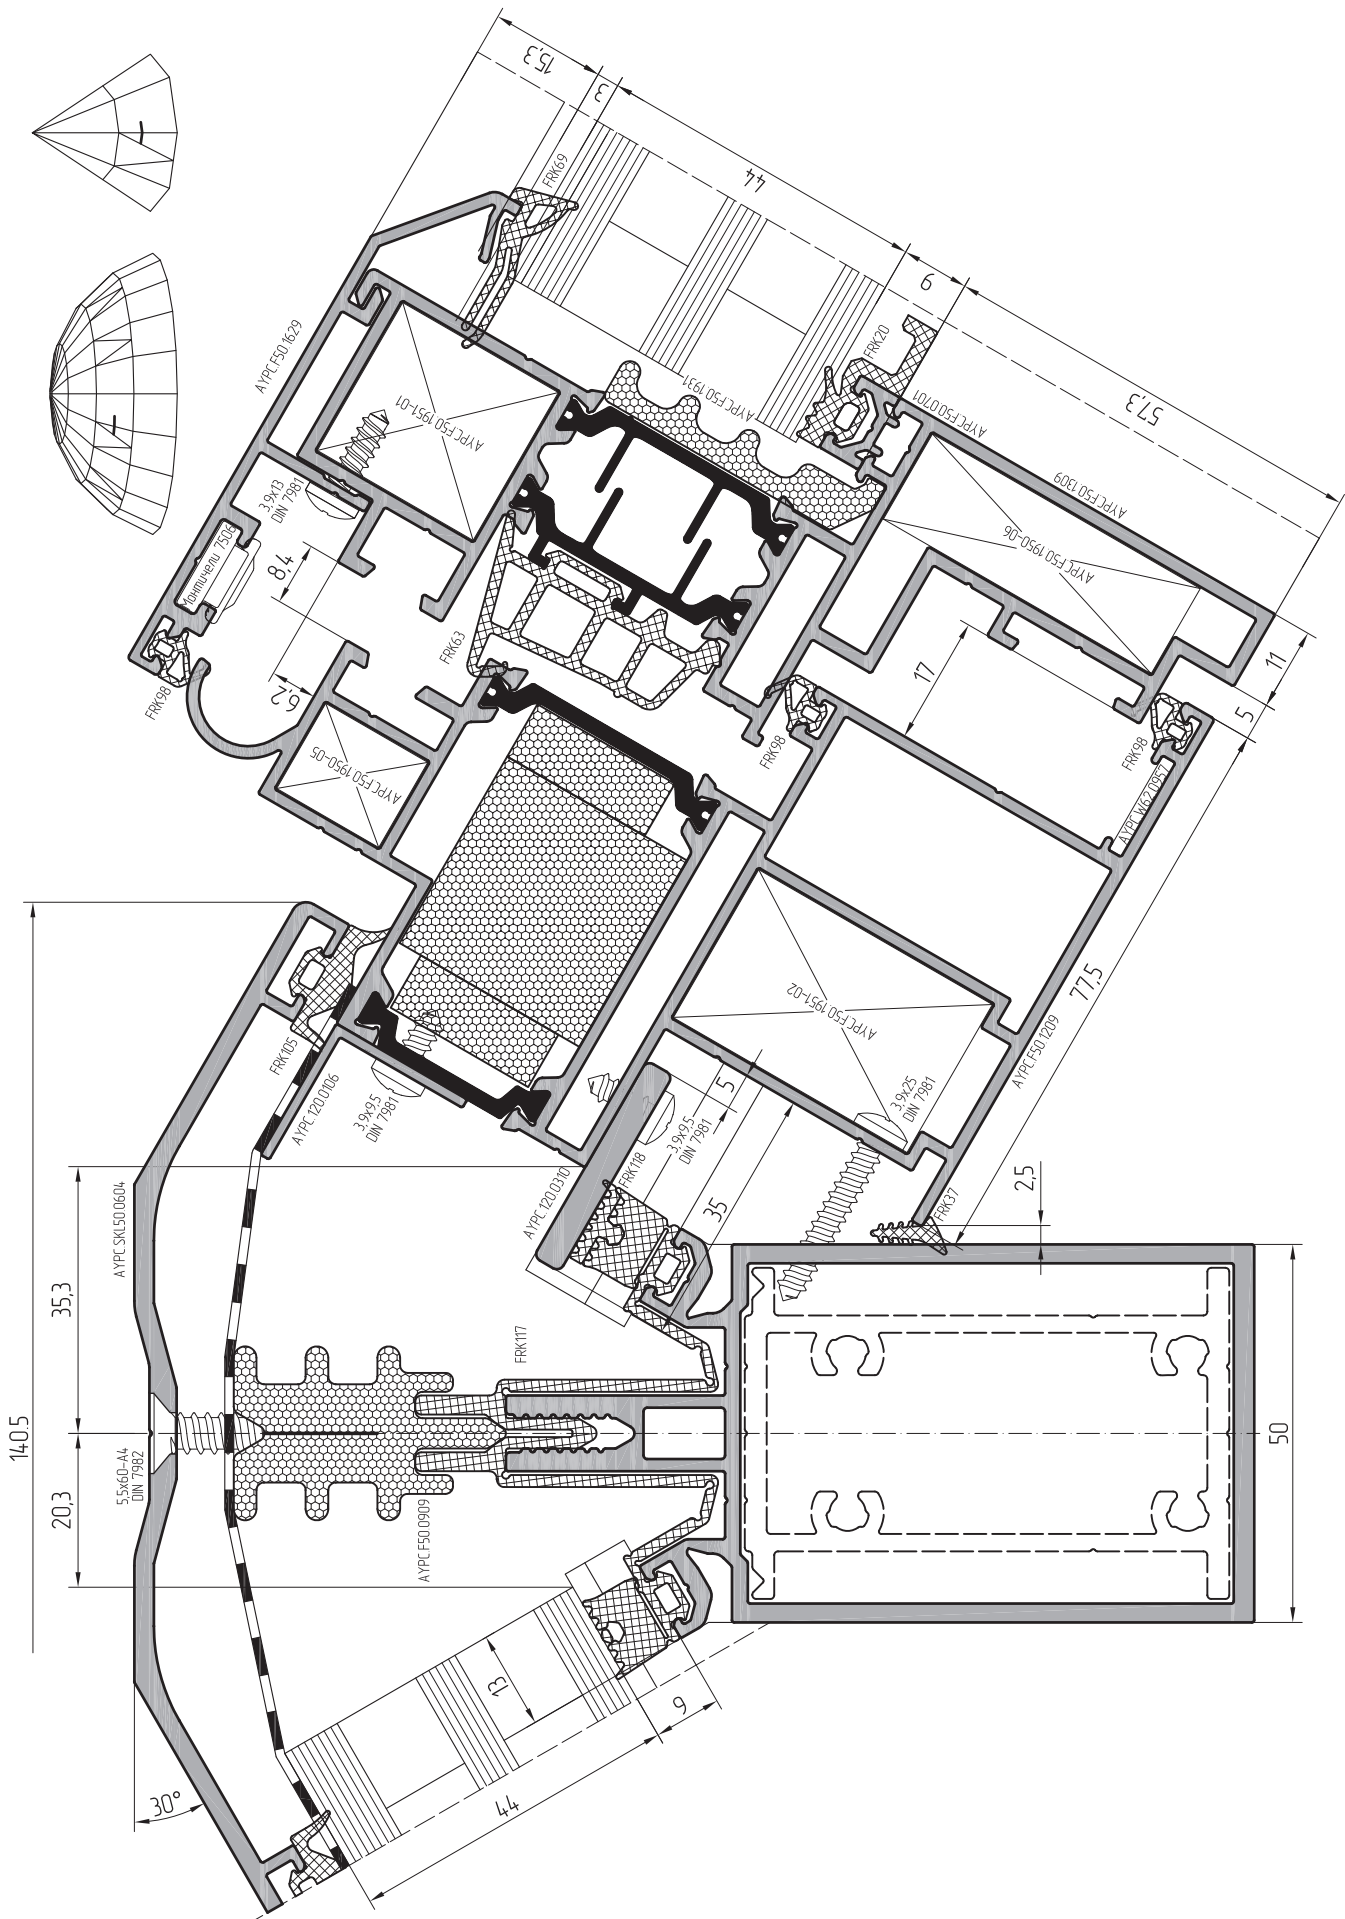 15,3
3
44
9
57,3
FRK69
AYPC.F50.1629
AYPC.F50.1951-01
AYPC.F50.1931
FRK20
AYPC.F50.0701
AYPC.F50.1309
AYPC.F50.1950-06
3,9x13
DIN 7981
Монтичели 7506
8,4
FRK63
FRK98
6,2
AYPC.F50.1950-05
17
11
5
FRK98
FRK98
AYPC.W62.0957
77,5
AYPC.F50.1951-02
AYPC.F50.1209
FRK105
AYPC.120.0106
3,9x9,5
DIN 7981
3,9x25
DIN 7981
5
3,9x9,5
DIN 7981
FRK118
AYPC.120.0310
35
FRK37
2,5
140.5
AYPC.SKL50.0604
35,3
FRK117
20,3
5,5x60-A4
DIN 7982
AYPC.F50.0909
50
13
6
44
30°